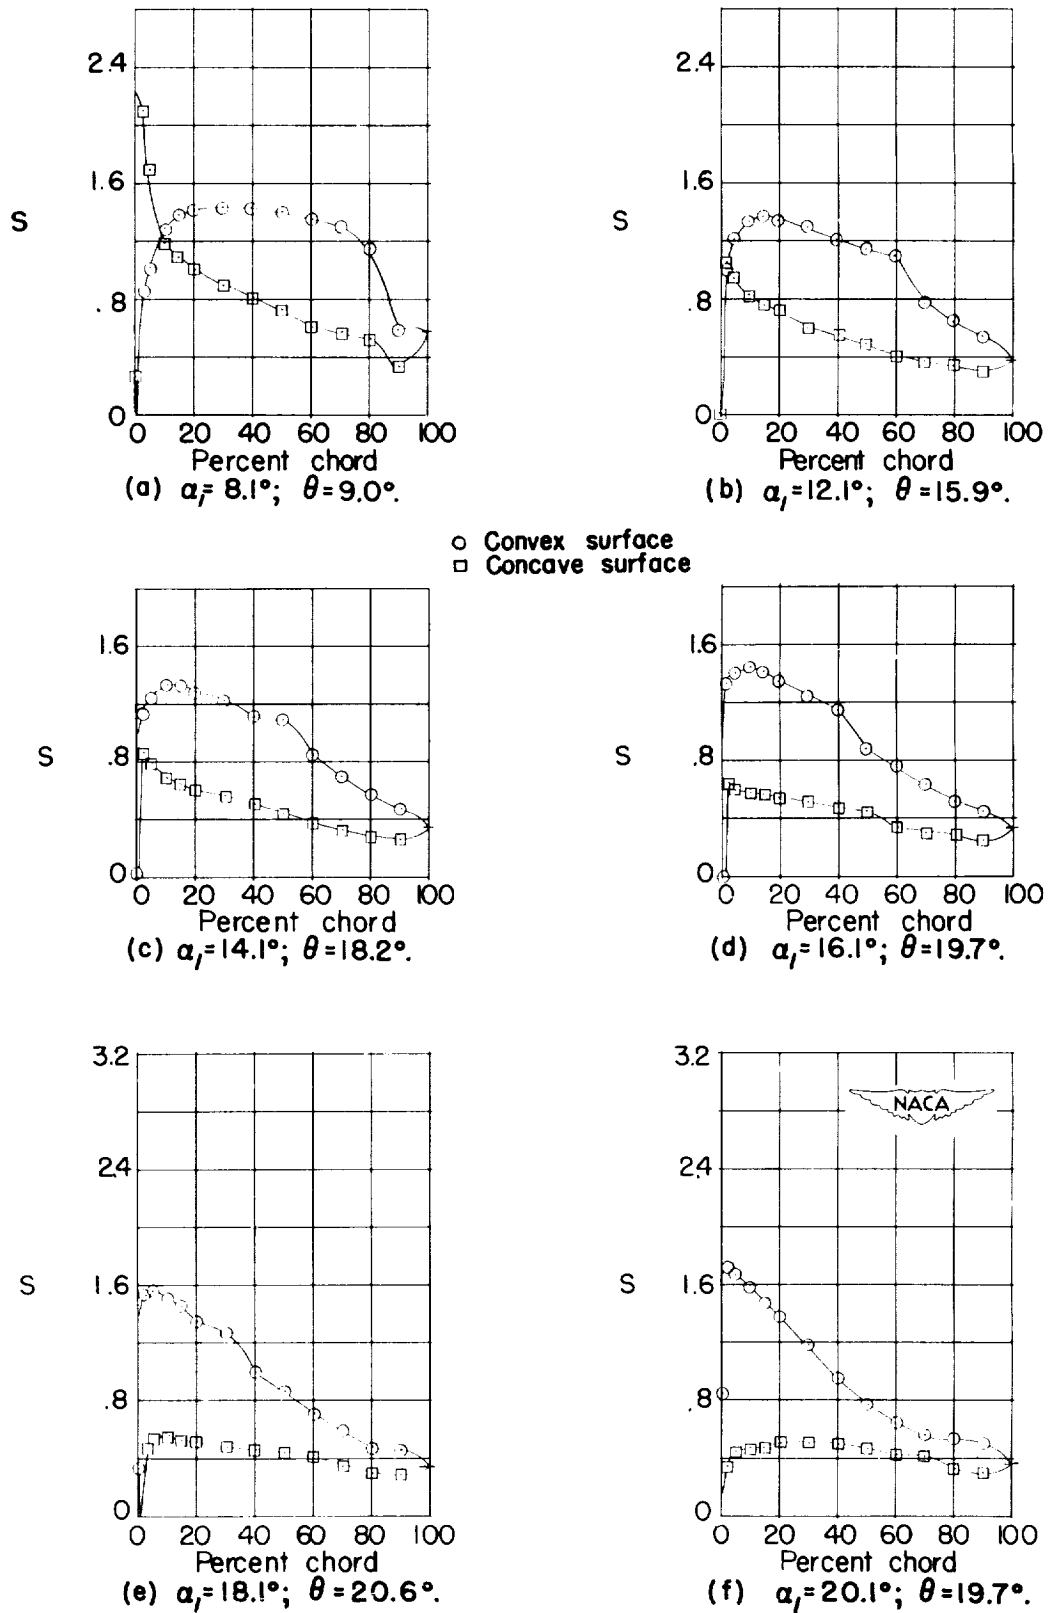 2.4
1.6
S
.8
0
0 20 40 60 80 100
Percent chord
(a) α₁= 8.1°; θ=9.0°.
2.4
1.6
S
.8
0
0 20 40 60 80 100
Percent chord
(b) α₁=12.1°; θ=15.9°.
Convex surface
Concave surface
1.6
S
.8
0
0 20 40 60 80 100
Percent chord
(c) α₁=14.1°; θ=18.2°.
1.6
S
.8
0
0 20 40 60 80 100
Percent chord
(d) α₁=16.1°; θ=19.7°.
3.2
24
S
1.6
.8
0
0 20 40 60 80 100
Percent chord
(e) α₁=18.1°; θ=20.6°.
3.2
NACA
24
S
1.6
.8
0
0 20 40 60 80 100
Percent chord
(f) α₁=20.1°; θ=19.7°.